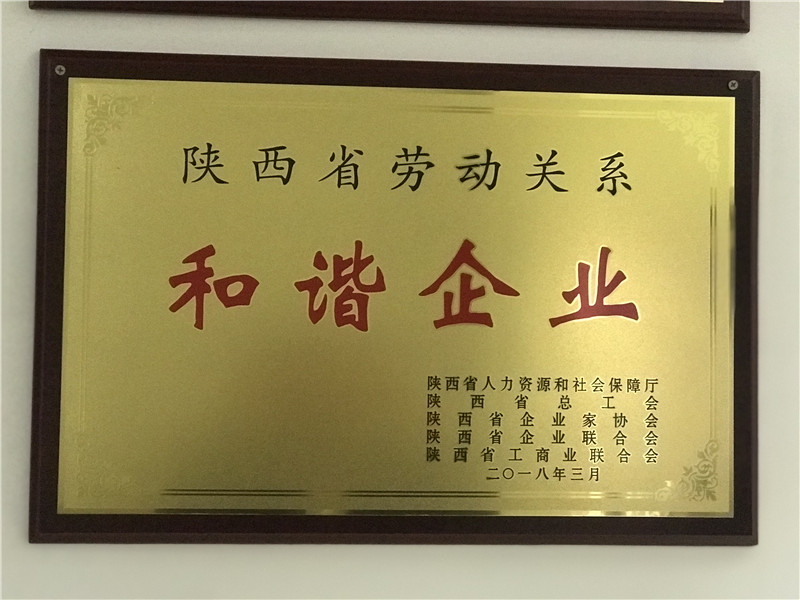 陕西省劳动关系
和谐企业
陕西省人力资源和社会保障厅
陕西省总工会
陕西省企业家协会
陕西省企业联合会
陕西省工商业联合会
二〇一八年三月